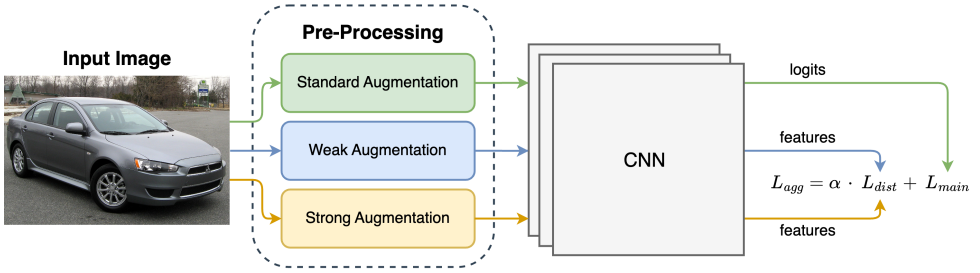 Pre-Processing
Input Image
Standard Augmentation
Weak Augmentation
Strong Augmentation
CNN
logits
features
L_agg = α · L_dist + L_main
features